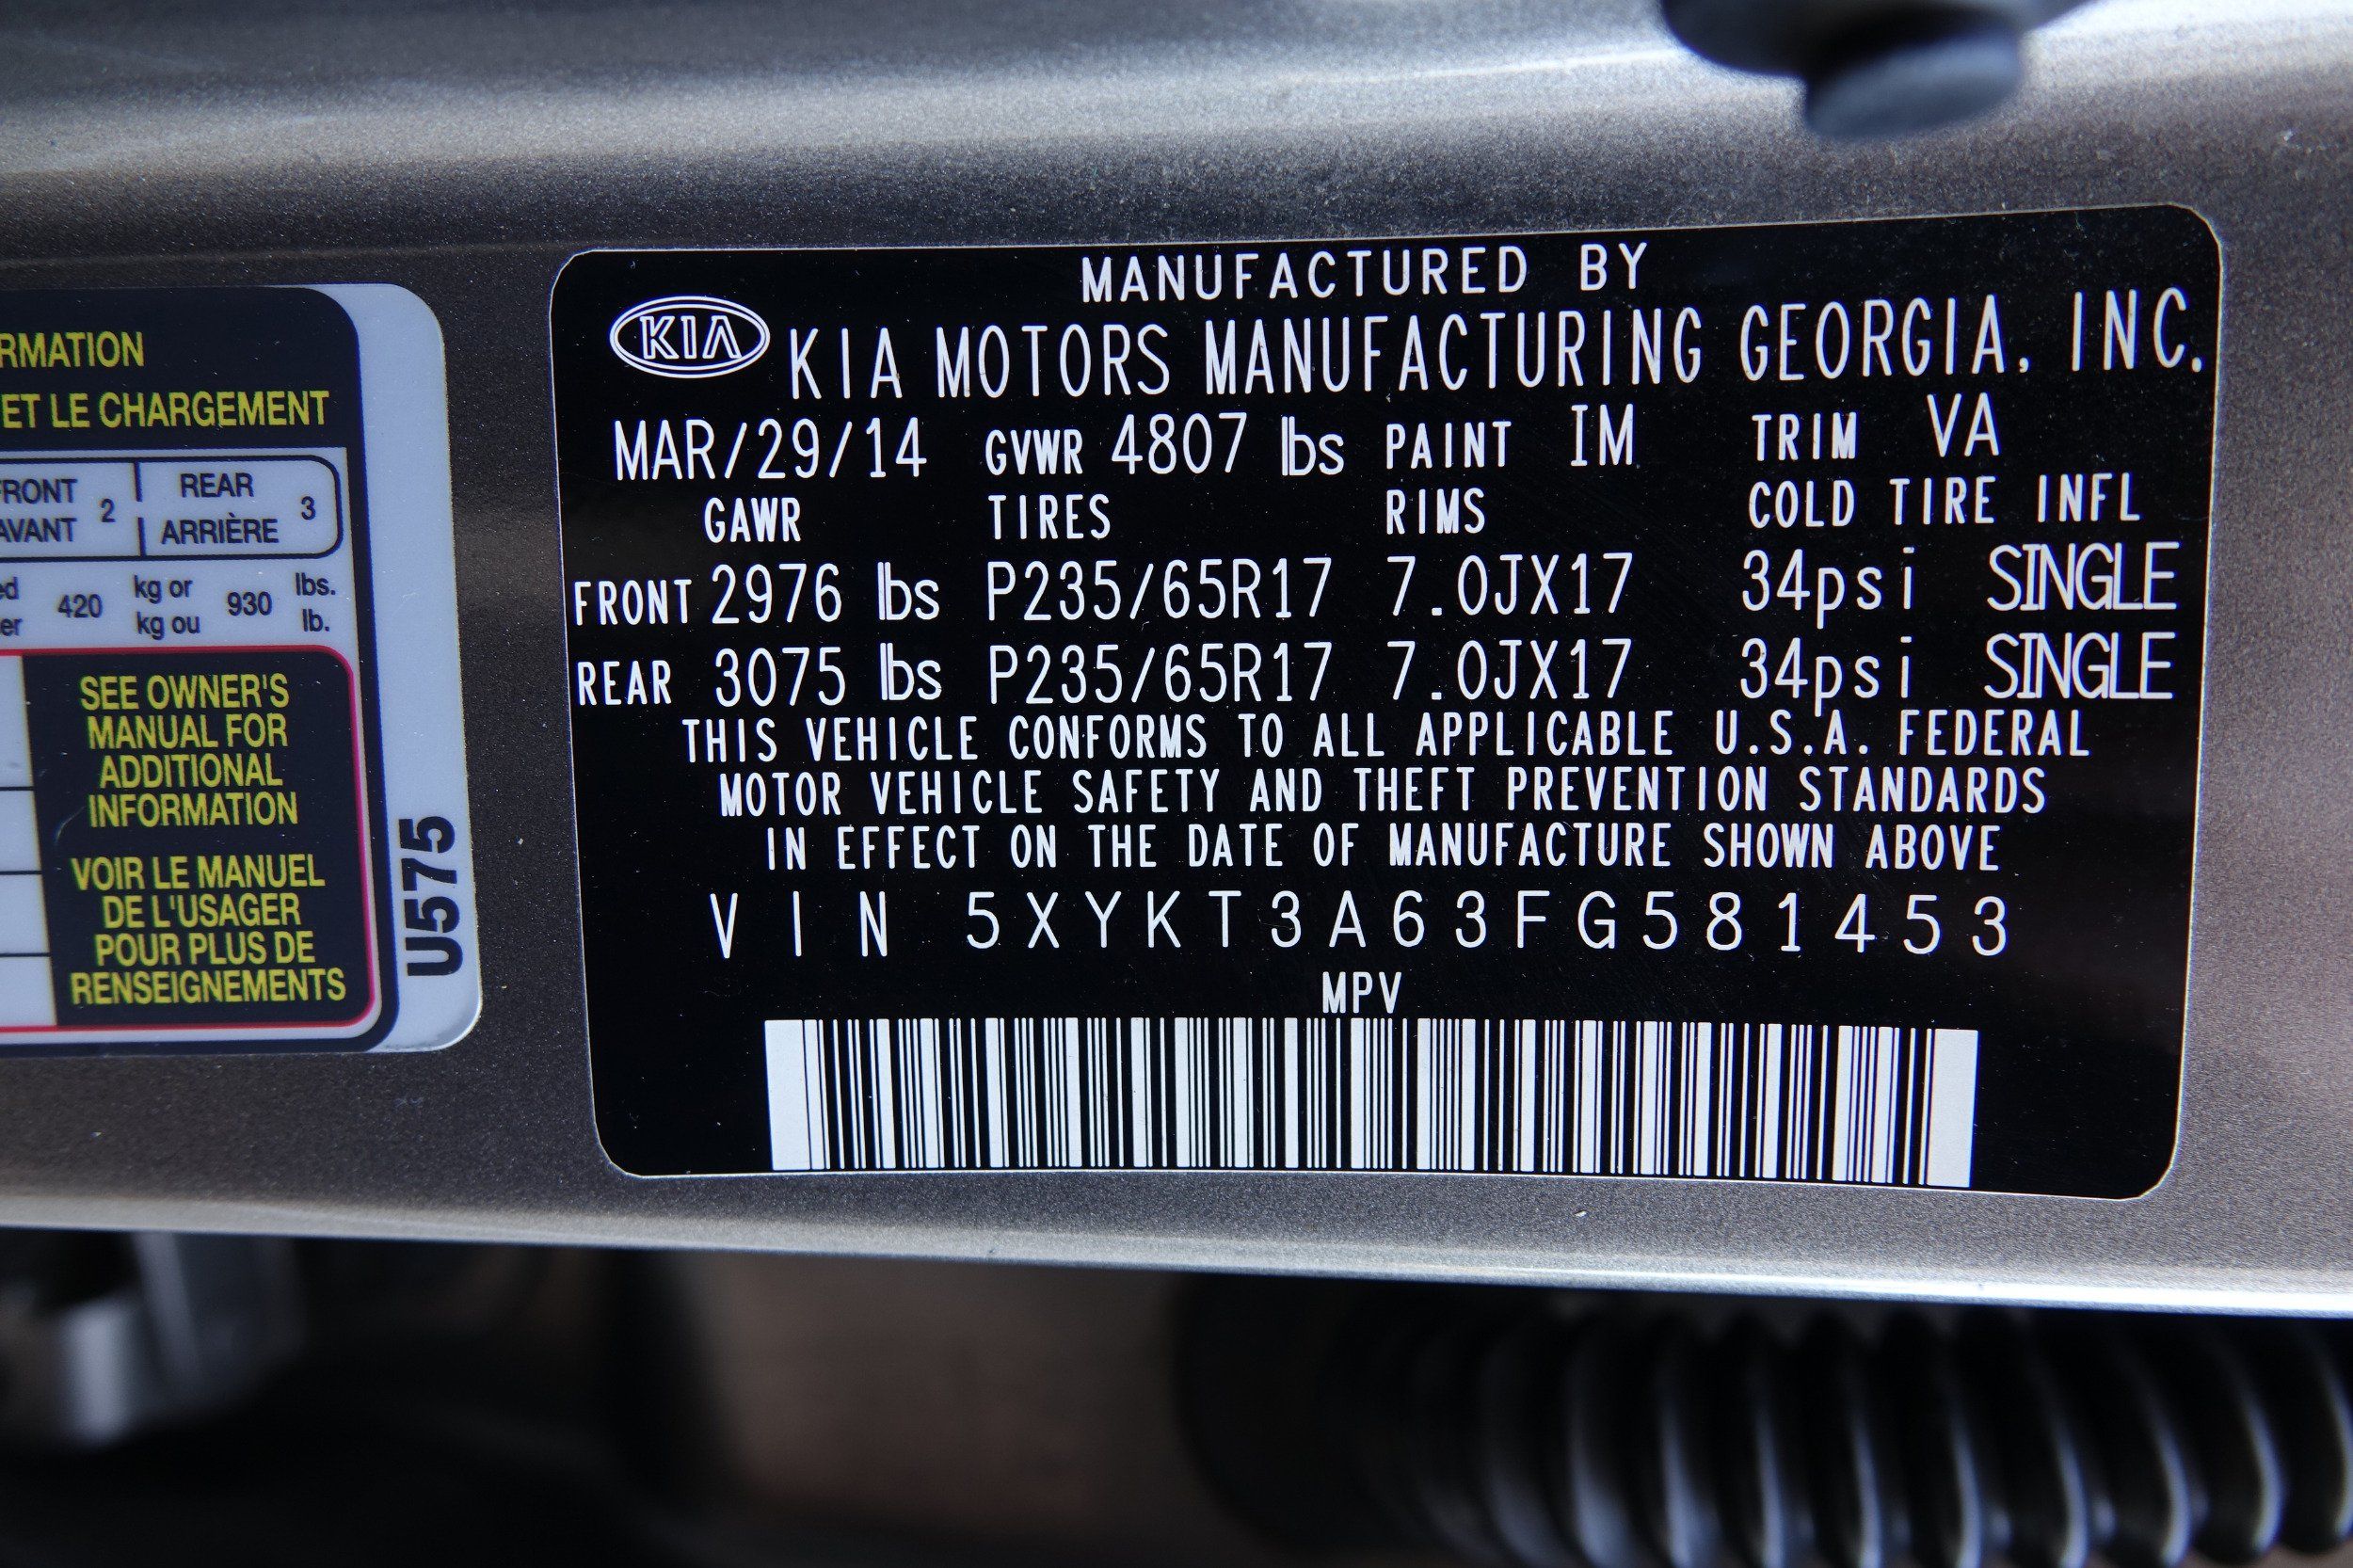 RMATION
ET LE CHARGEMENT
FRONT 2 REAR 3
AVANT ARRIÈRE
420 kg or 930 lbs.
kg ou lb.
SEE OWNER'S
MANUAL FOR
ADDITIONAL
INFORMATION
VOIR LE MANUEL
DE L'USAGER
POUR PLUS DE
RENSEIGNEMENTS
U575
MANUFACTURED BY
KIA KIA MOTORS MANUFACTURING GEORGIA, INC.
MAR/29/14 GVWR 4807 lbs PAINT IM TRIM VA
GAWR TIRES RIMS COLD TIRE INFL
FRONT 2976 lbs P235/65R17 7.0JX17 34psi SINGLE
REAR 3075 lbs P235/65R17 7.0JX17 34psi SINGLE
THIS VEHICLE CONFORMS TO ALL APPLICABLE U.S.A. FEDERAL
MOTOR VEHICLE SAFETY AND THEFT PREVENTION STANDARDS
IN EFFECT ON THE DATE OF MANUFACTURE SHOWN ABOVE
VIN 5XYKT3A63FG581453
MPV